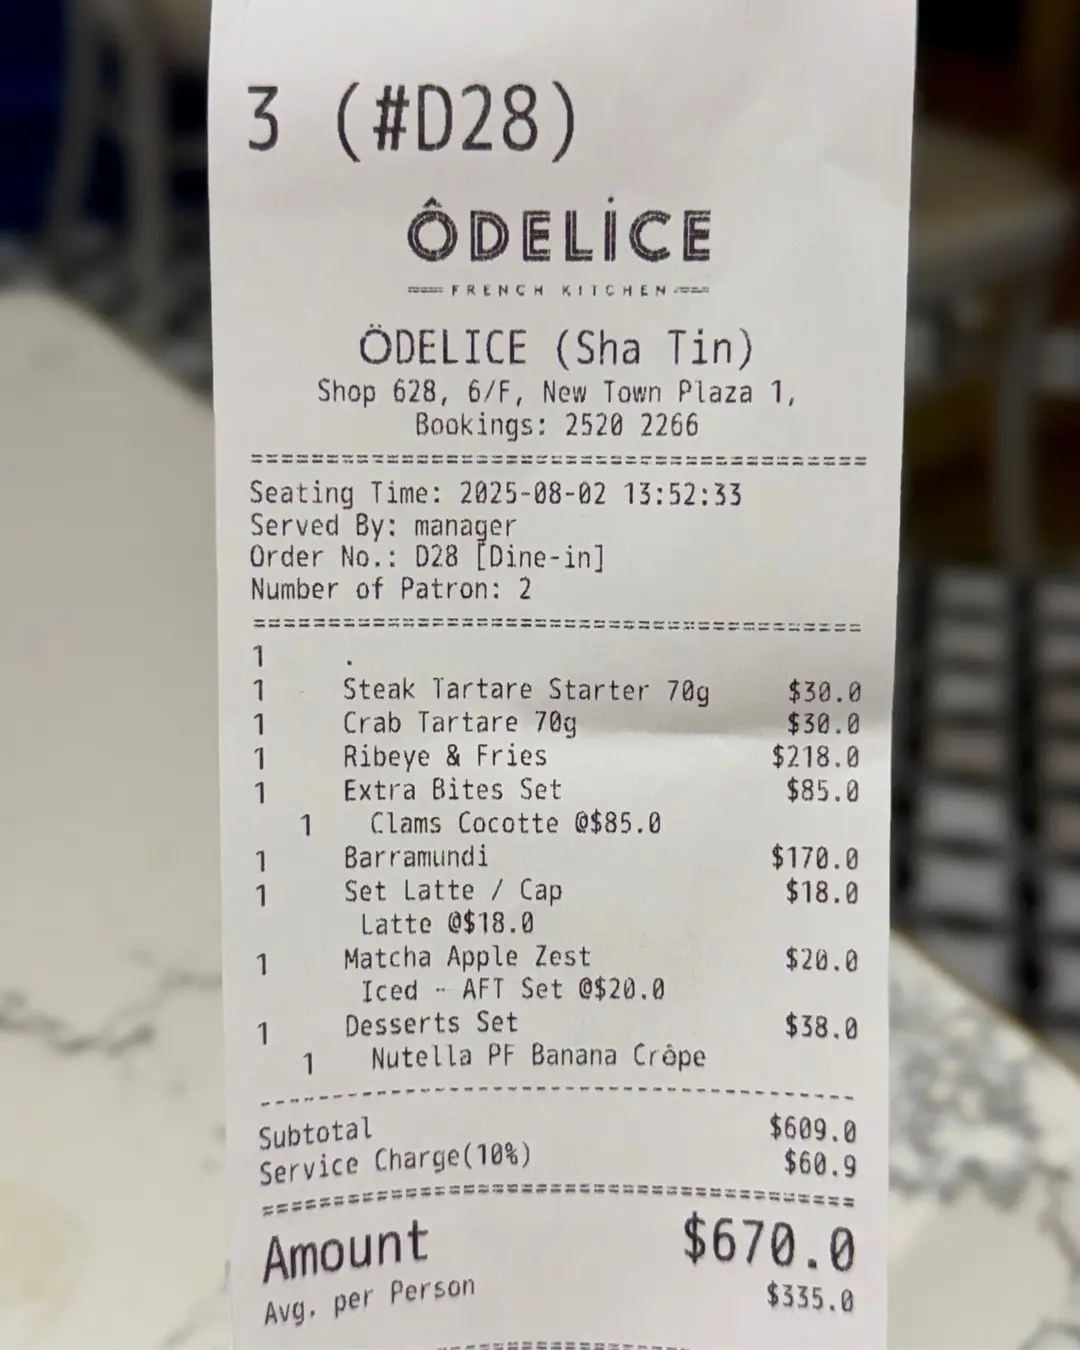 3 (#D28)
ÔDELİCE
FRENCH KITCHEN
ÖDELICE (Sha Tin)
Shop 628, 6/F, New Town Plaza 1,
Bookings: 2520 2266
Seating Time: 2025-08-02 13:52:33
Served By: manager
Order No.: D28 [Dine-in]
Number of Patron: 2
1 .
1 Steak Tartare Starter 70g $30.0
1 Crab Tartare 70g $30.0
1 Ribeye & Fries $218.0
1 Extra Bites Set $85.0
1 Clams Cocotte @$85.0
1 Barramundi $170.0
1 Set Latte / Cap $18.0
Latte @$18.0
1 Matcha Apple Zest $20.0
Iced - AFT Set @$20.0
1 Desserts Set $38.0
1 Nutella PF Banana Crêpe
Subtotal $609.0
Service Charge(10%) $60.9
Amount $670.0
Avg. per Person $335.0